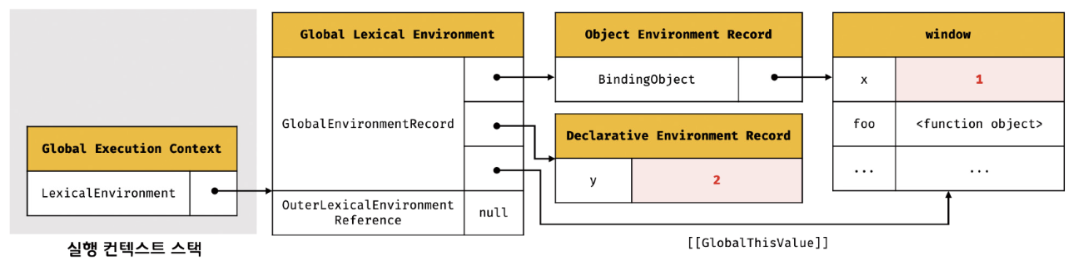 Global Execution Context
LexicalEnvironment
실행 컨텍스트 스택
Global Lexical Environment
GlobalEnvironmentRecord
OuterLexicalEnvironment
Reference
null
Object Environment Record
BindingObject
Declarative Environment Record
y
2
window
x
1
foo
<function object>
...
...
[[GlobalThisValue]]